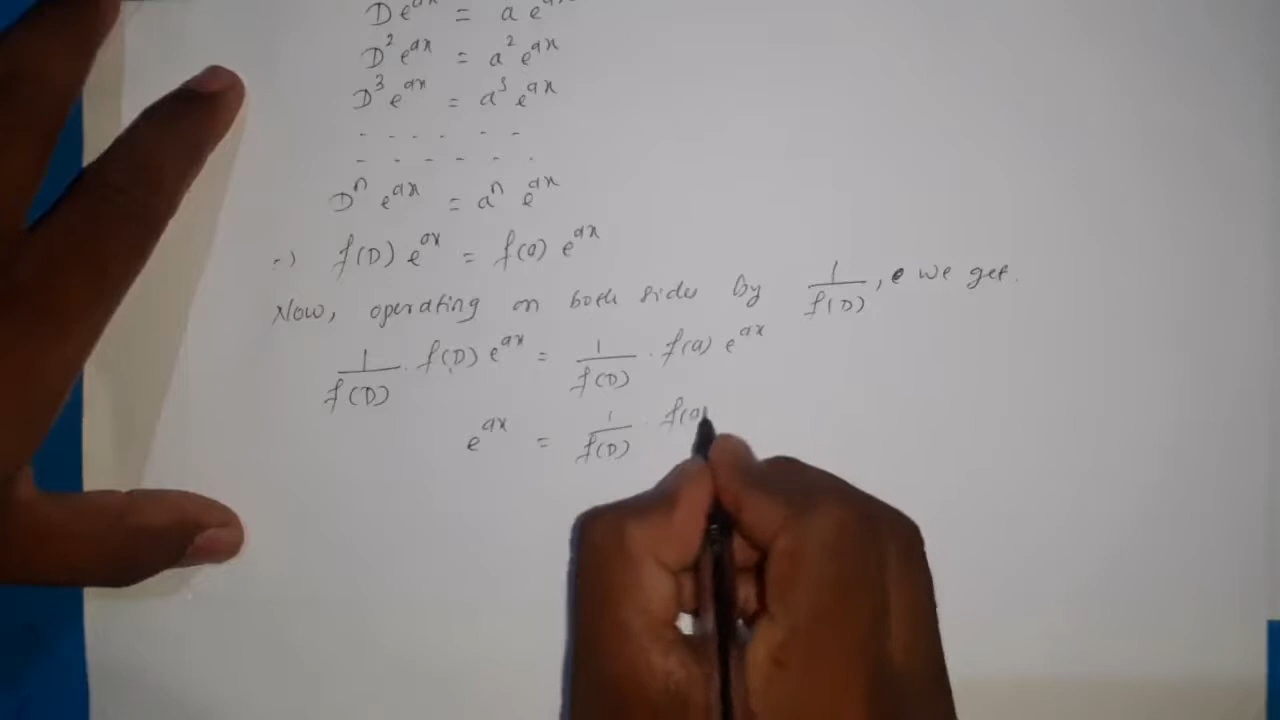 D e^{ax} = a e^{ax}
D^2 e^{ax} = a^2 e^{ax}
D^3 e^{ax} = a^3 e^{ax}
- - - - - -
- - - - - -
D^n e^{ax} = a^n e^{ax}
∴) f(D) e^{ax} = f(a) e^{ax}
Now, operating on both sides by 1/f(D), e we get.
1/f(D) · f(D) e^{ax} = 1/f(D) · f(a) e^{ax}
e^{ax} = 1/f(D) · f(a